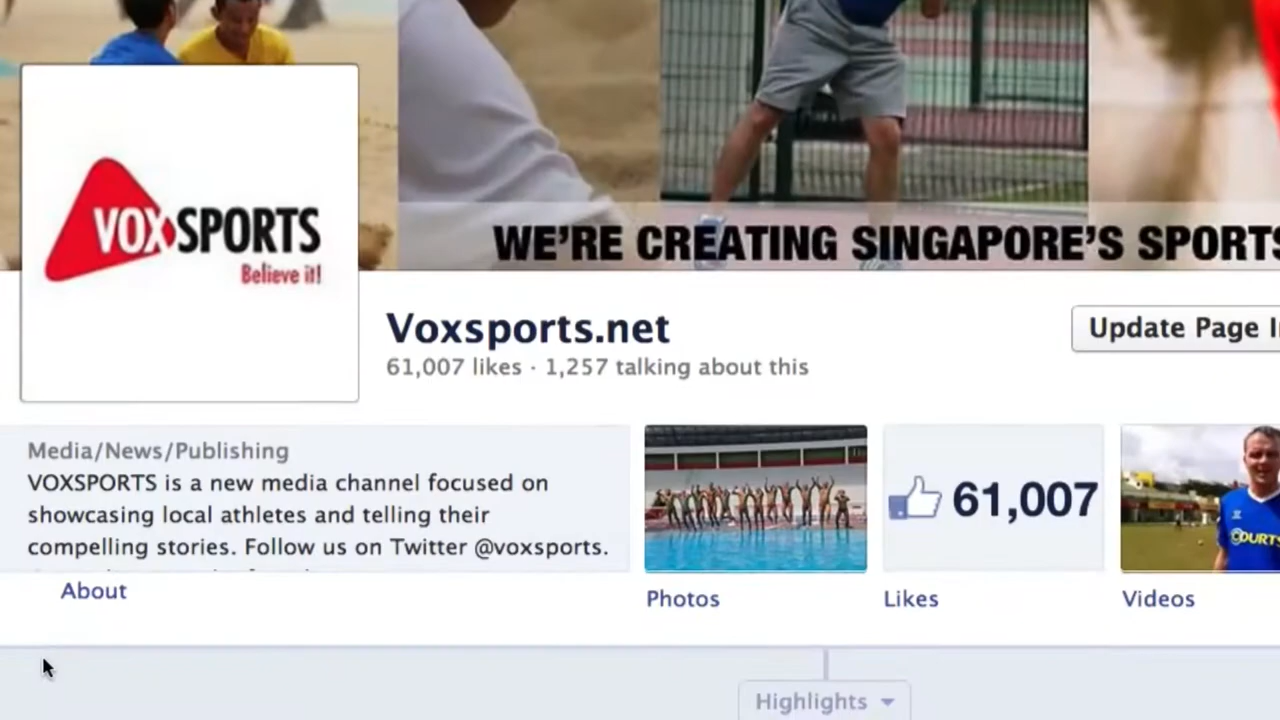 VOXSPORTS
Believe it!
WE'RE CREATING SINGAPORE'S SPORTS
Voxsports.net
61,007 likes · 1,257 talking about this
Update Page
Media/News/Publishing
VOXSPORTS is a new media channel focused on
showcasing local athletes and telling their
compelling stories. Follow us on Twitter @voxsports.
About
Photos
61,007
Likes
COURTS
Videos
Highlights